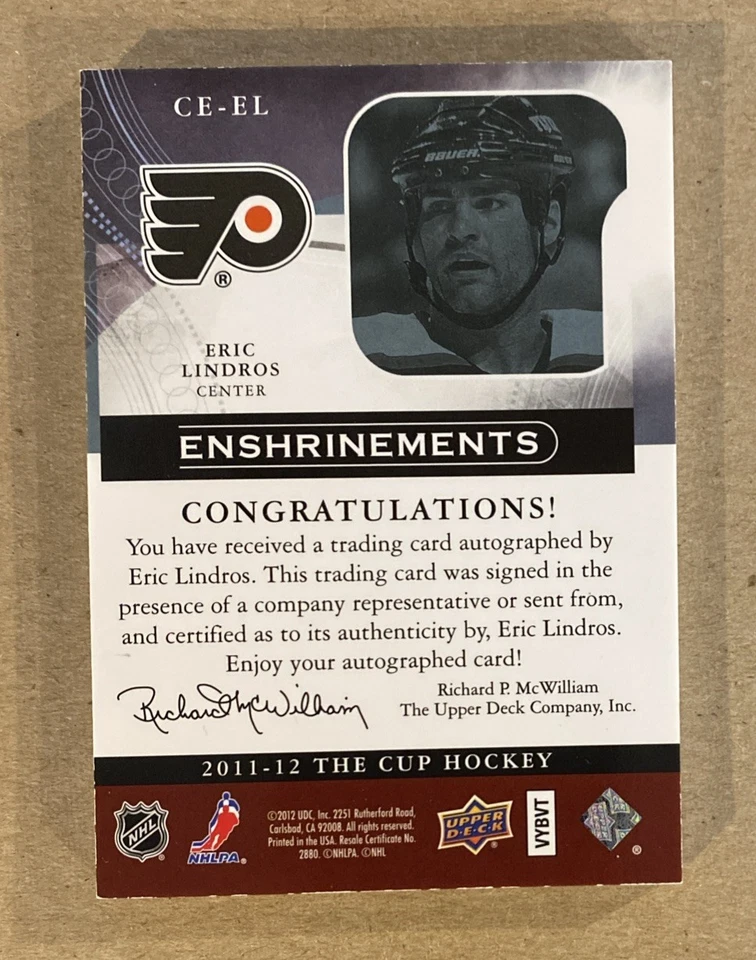 CE-EL
BAUER
®
ERIC
LINDROS
CENTER
ENSHRINEMENTS
CONGRATULATIONS!
You have received a trading card autographed by
Eric Lindros. This trading card was signed in the
presence of a company representative or sent from,
and certified as to its authenticity by, Eric Lindros.
Enjoy your autographed card!
Richard P. McWilliam
Richard P. McWilliam
The Upper Deck Company, Inc.
2011-12 THE CUP HOCKEY
NHL
NHLPA.
©2012 UDC, Inc. 2251 Rutherford Road,
Carlsbad, CA 92008. All rights reserved.
Printed in the USA. Resale Certificate No.
2880. ©NHLPA. ©NHL
UPPER
D·E·C·K
®
VYBVT
®